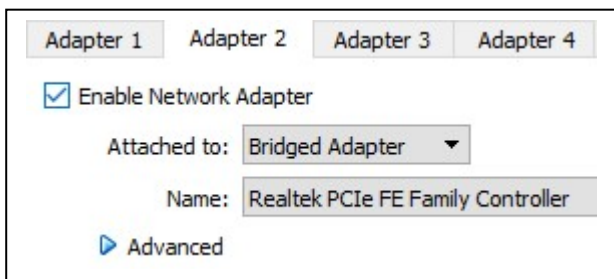 Adapter 1 Adapter 2 Adapter 3 Adapter 4
Enable Network Adapter
Attached to: Bridged Adapter
Name: Realtek PCIe FE Family Controller
Advanced